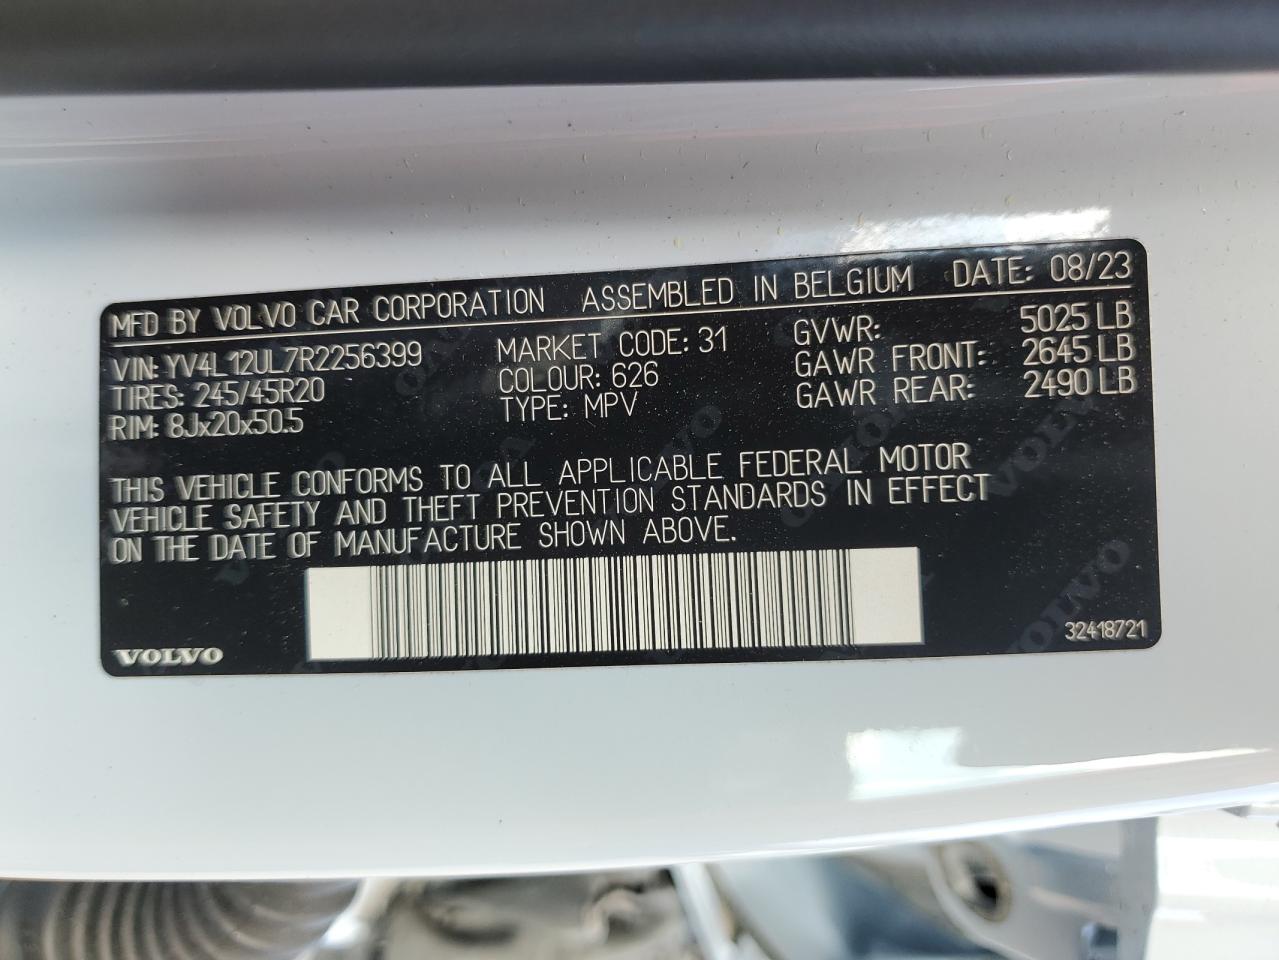 MFD BY VOLVO CAR CORPORATION ASSEMBLED IN BELGIUM DATE: 08/23
VIN: YV4L12UL7R2256399 MARKET CODE: 31 GVWR: 5025 LB
TIRES: 245/45R20 COLOUR: 626 GAWR FRONT: 2645 LB
RIM: 8Jx20x50.5 TYPE: MPV GAWR REAR: 2490 LB
THIS VEHICLE CONFORMS TO ALL APPLICABLE FEDERAL MOTOR
VEHICLE SAFETY AND THEFT PREVENTION STANDARDS IN EFFECT
ON THE DATE OF MANUFACTURE SHOWN ABOVE.
VOLVO 32418721